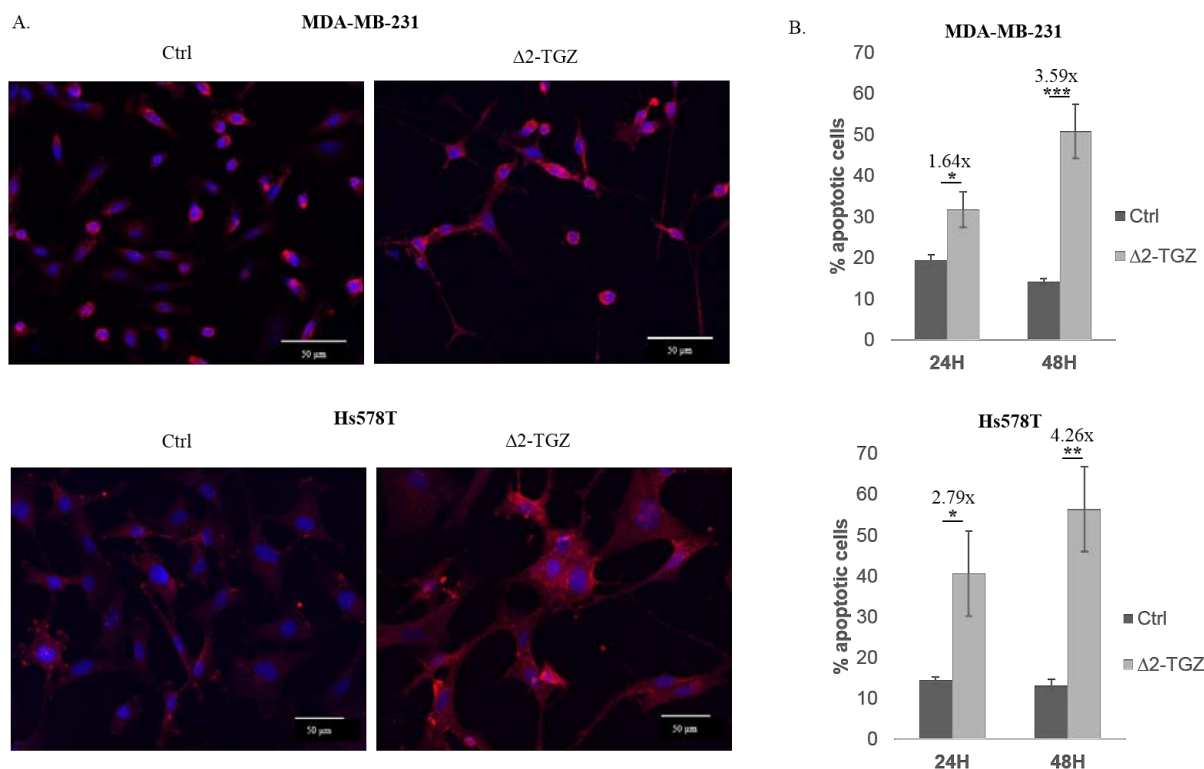 A.
MDA-MB-231
Ctrl
Δ2-TGZ
50 µm
50 µm
Hs578T
Ctrl
Δ2-TGZ
50 µm
50 µm
B.
MDA-MB-231
% apoptotic cells
70
60
50
40
30
20
10
0
1.64x
*
3.59x
***
24H
48H
Ctrl
Δ2-TGZ
Hs578T
% apoptotic cells
70
60
50
40
30
20
10
0
2.79x
*
4.26x
**
24H
48H
Ctrl
Δ2-TGZ